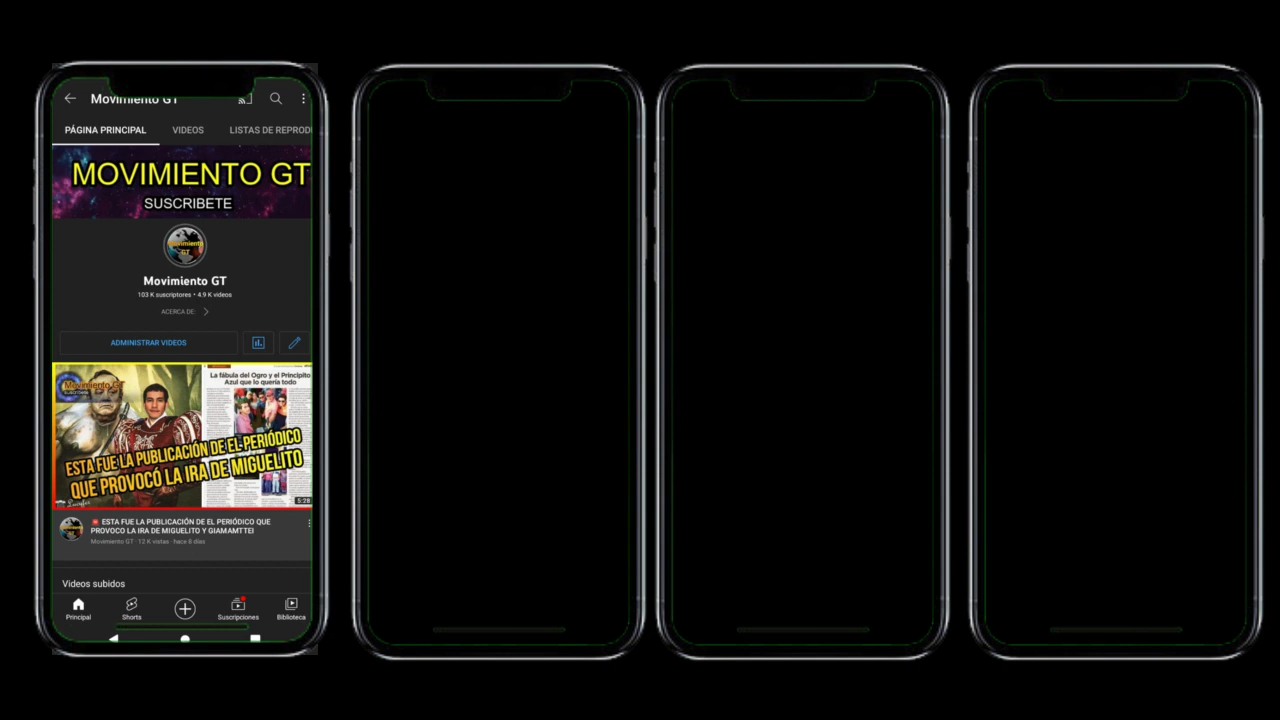 Movimiento GT
PÁGINA PRINCIPAL VIDEOS LISTAS DE REPROD
MOVIMIENTO GT
SUSCRIBETE
Movimiento
GT
Movimiento GT
103 K suscriptores • 4.9 K videos
ACERCA DE:
ADMINISTRAR VIDEOS
Movimiento GT
SUSCRIBETE
La fábula del Ogro y el Principito
Azul que lo quería todo
ESTA FUE LA PUBLICACIÓN DE EL PERIÓDICO
QUE PROVOCÓ LA IRA DE MIGUELITO
5:28
ESTA FUE LA PUBLICACIÓN DE EL PERIÓDICO QUE
PROVOCO LA IRA DE MIGUELITO Y GIAMAMTTEI
Movimiento GT · 12 K vistas · hace 8 días
Videos subidos
Principal Shorts Suscripciones Biblioteca